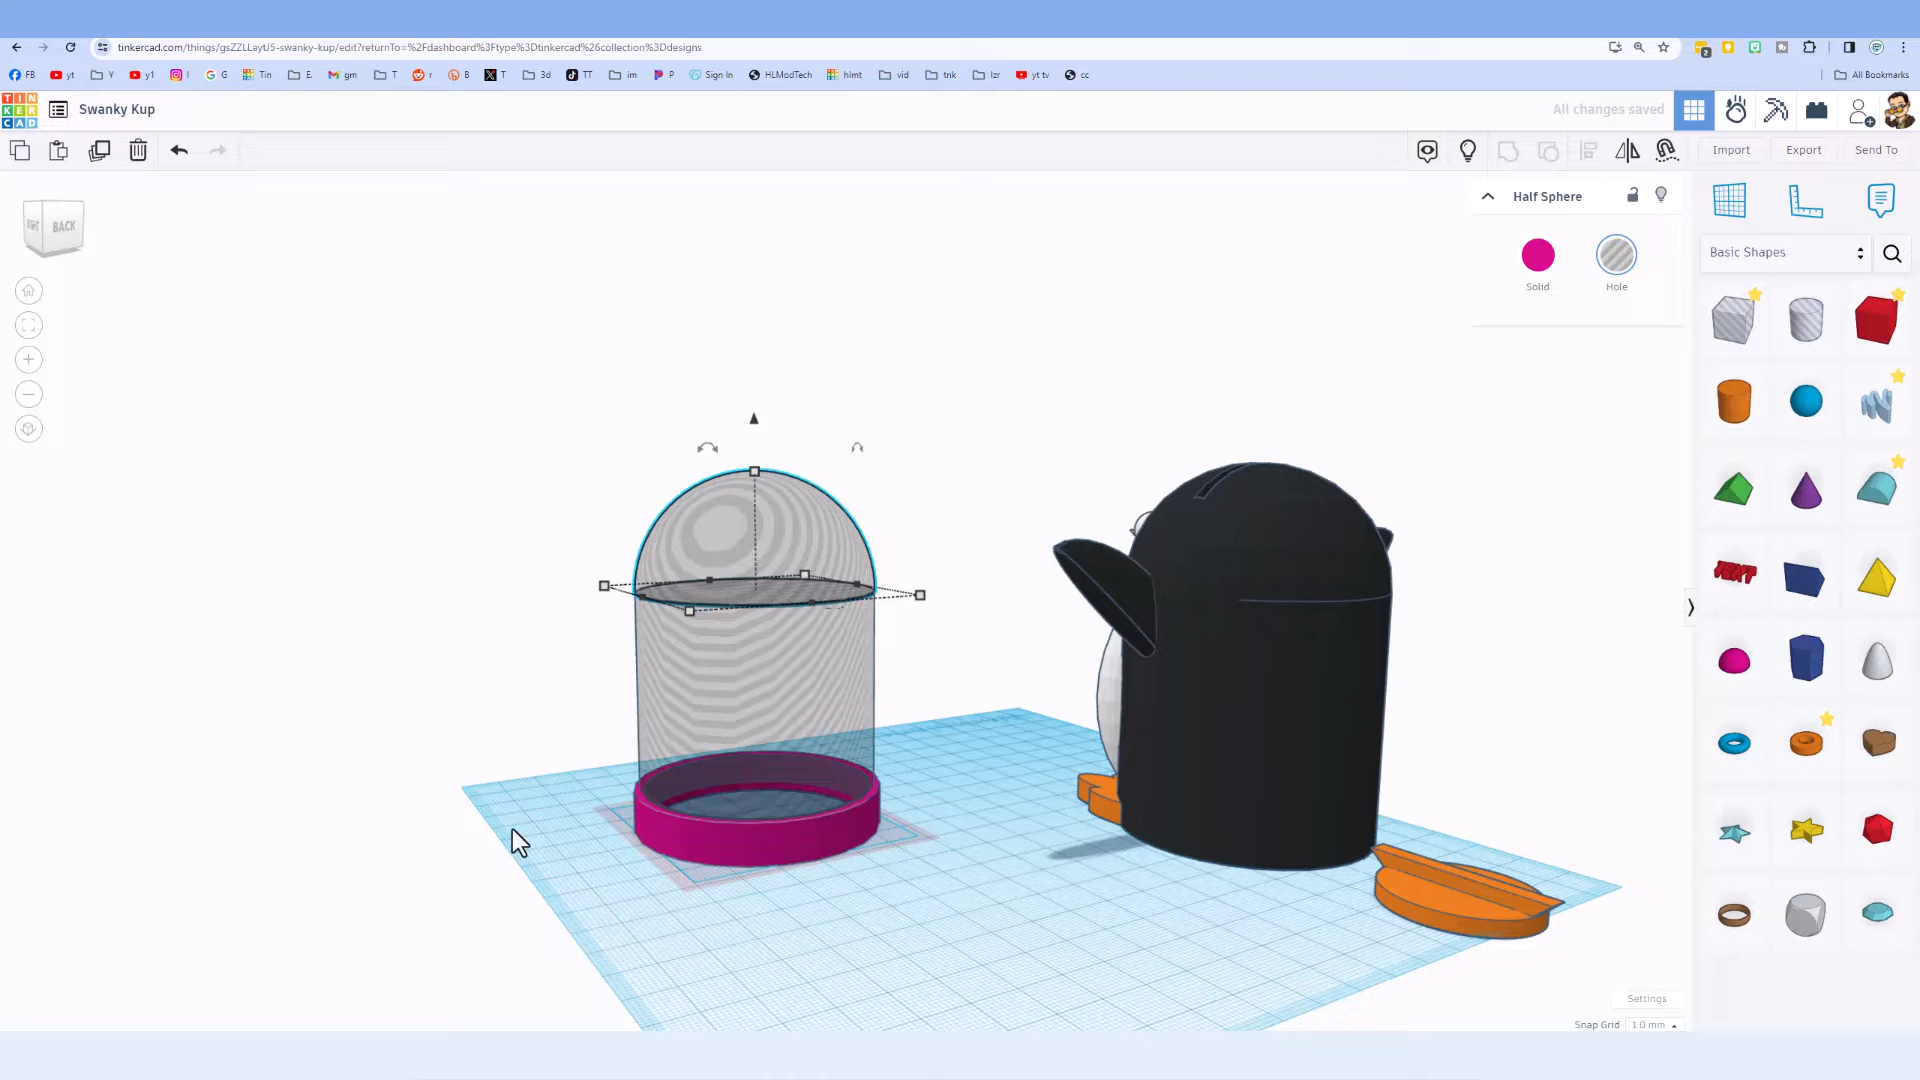 tinkercad.com/things/gsZZLLaytJ5-swanky-kup/edit?returnTo=%2Fdashboard%3Ftype%3Dtinkercad%26collection%3Ddesigns
FB yt Y y1 I G Tin E. gm T r B T 3d TT im P Sign In HLModTech hlmt vid tnk lzr yt tv cc All Bookmarks
TIN
KER
CAD
Swanky Kup
All changes saved
Import Export Send To
Half Sphere
Solid Hole
BACK
Basic Shapes
TEXT
Settings
Snap Grid 1.0 mm